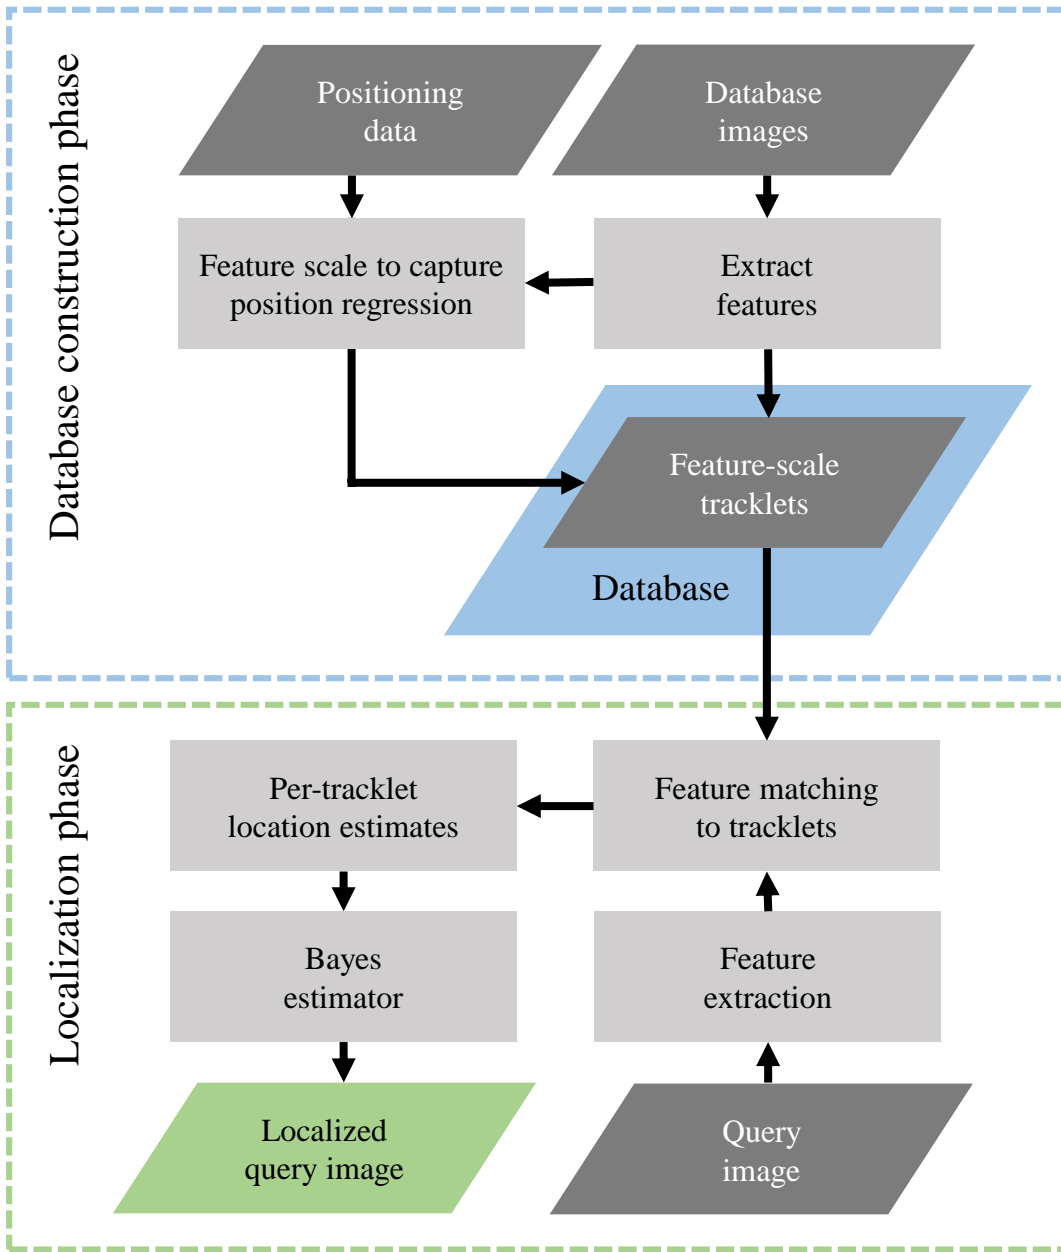 Database construction phase
Positioning
data
Database
images
Feature scale to capture
position regression
Extract
features
Feature-scale
tracklets
Database
Localization phase
Per-tracklet
location estimates
Feature matching
to tracklets
Bayes
estimator
Feature
extraction
Localized
query image
Query
image